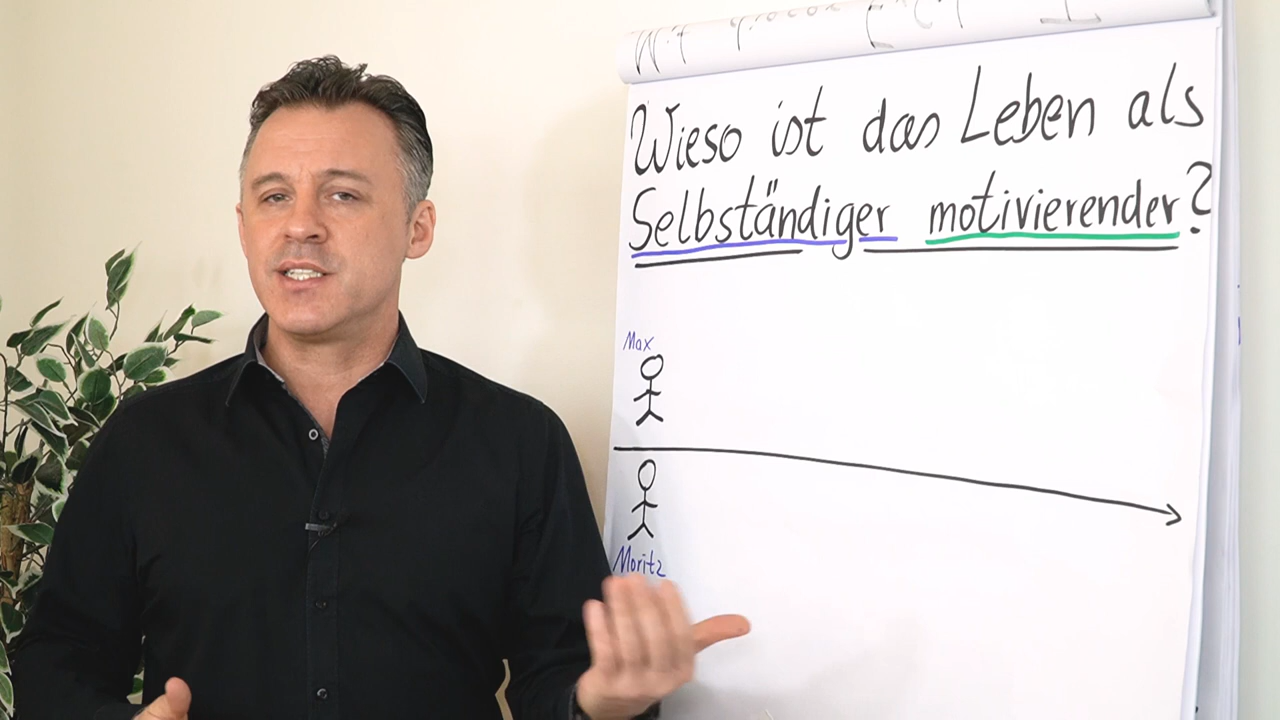 Wieso ist das Leben als
Selbständiger motivierender?
Max
Moritz